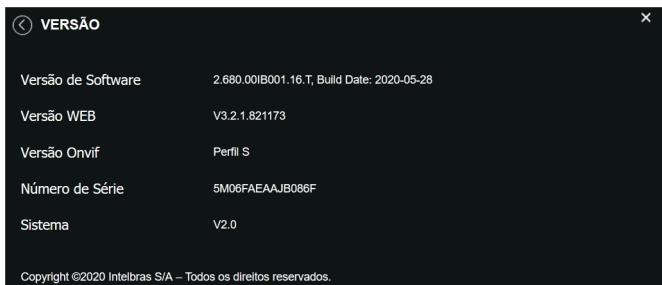 VERSÃO
Versão de Software 2.680.00IB001.16.T, Build Date: 2020-05-28
Versão WEB V3.2.1.821173
Versão Onvif Perfil S
Número de Série 5M06FAEAAJB086F
Sistema V2.0
Copyright ©2020 Intelbras S/A – Todos os direitos reservados.